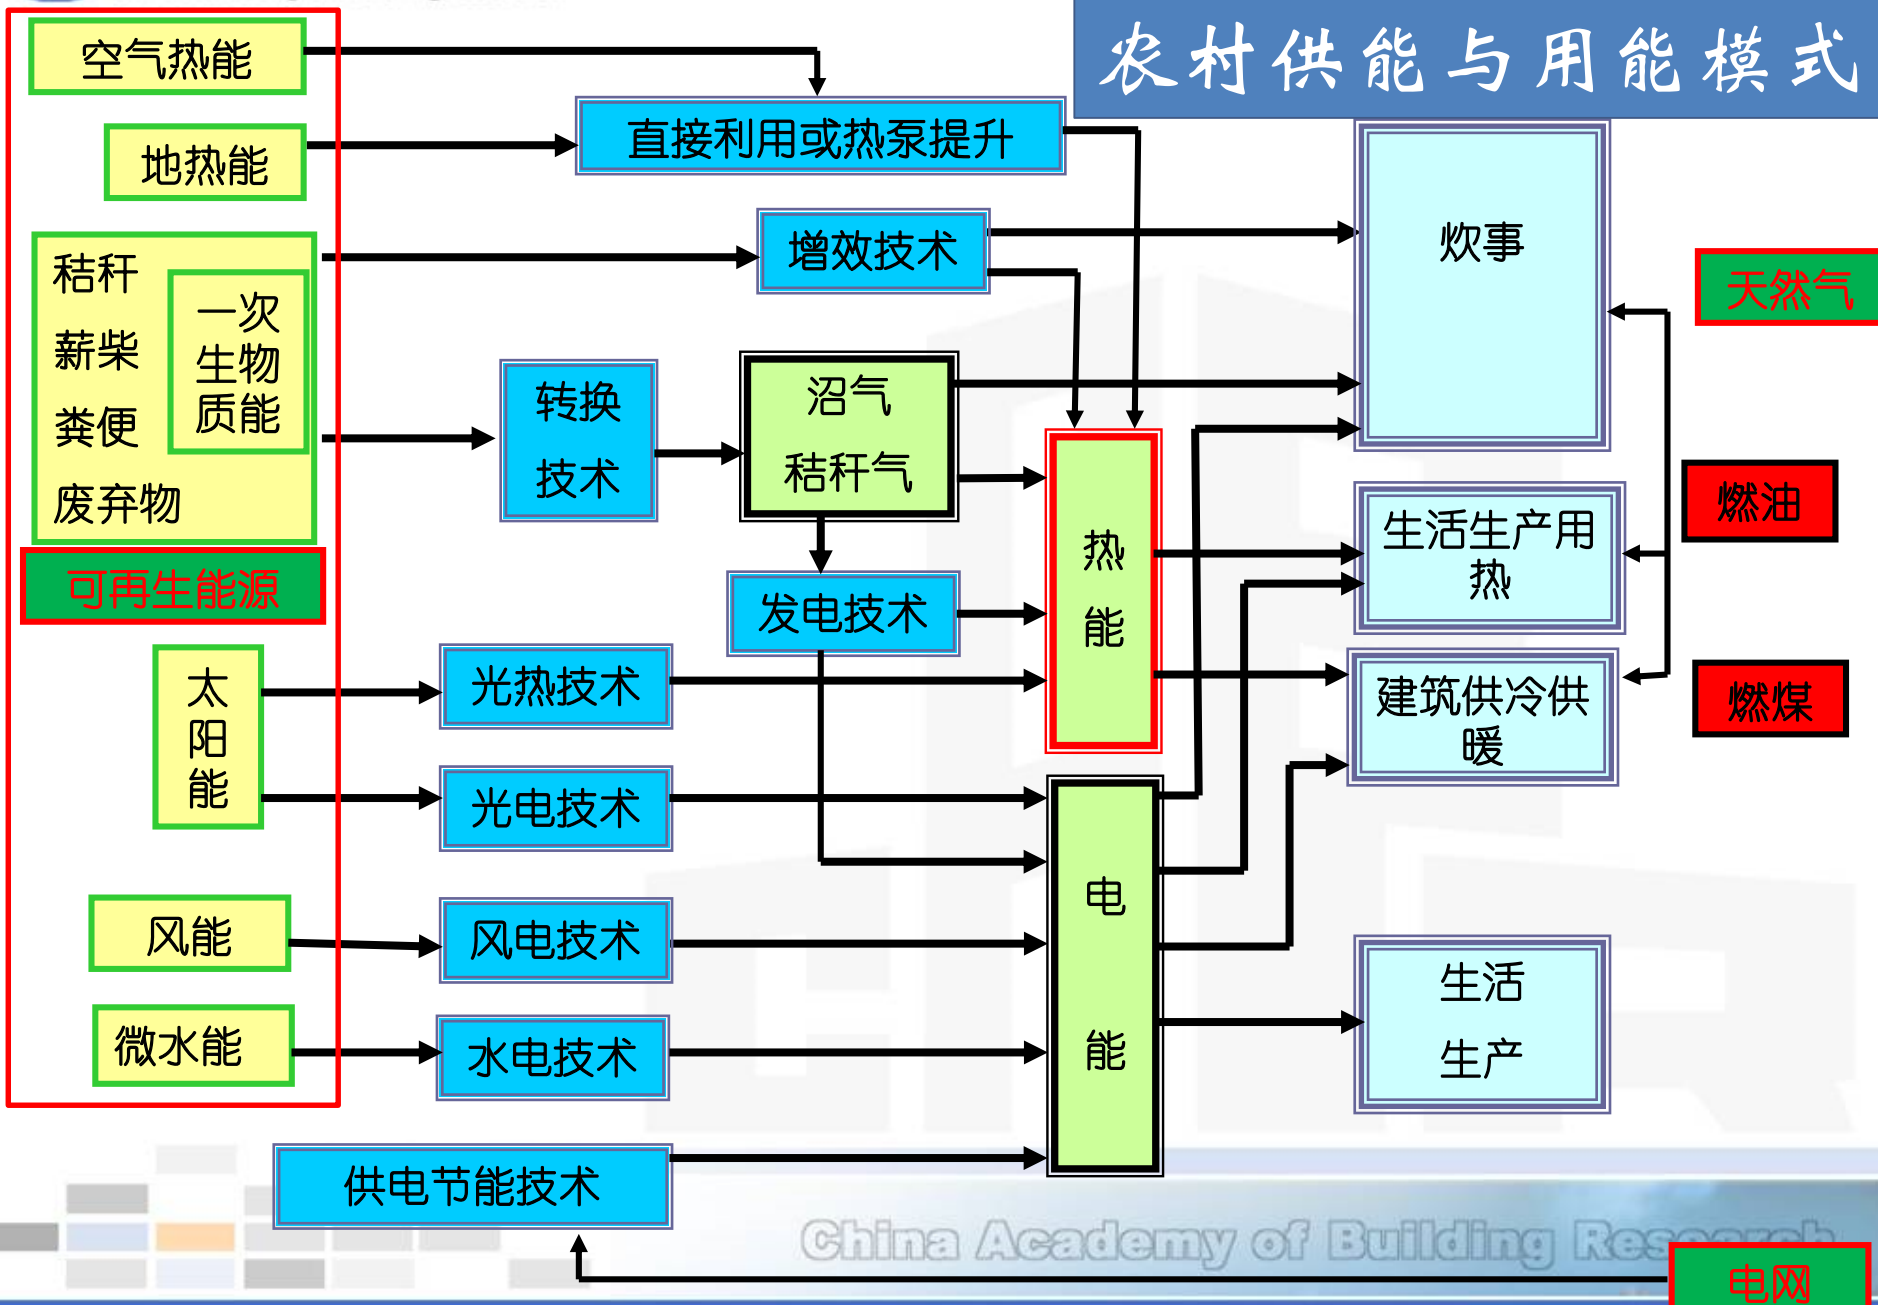 农村供能与用能模式
空气热能
地热能
直接利用或热泵提升
秸秆
薪柴
粪便
废弃物
一次
生物
质能
增效技术
转换
技术
沼气
秸秆气
发电技术
可再生能源
太
阳
能
光热技术
光电技术
风能
风电技术
微水能
水电技术
供电节能技术
热
能
电
能
炊事
生活生产用
热
建筑供冷供
暖
生活
生产
天然气
燃油
燃煤
China Academy of Building Research
电网